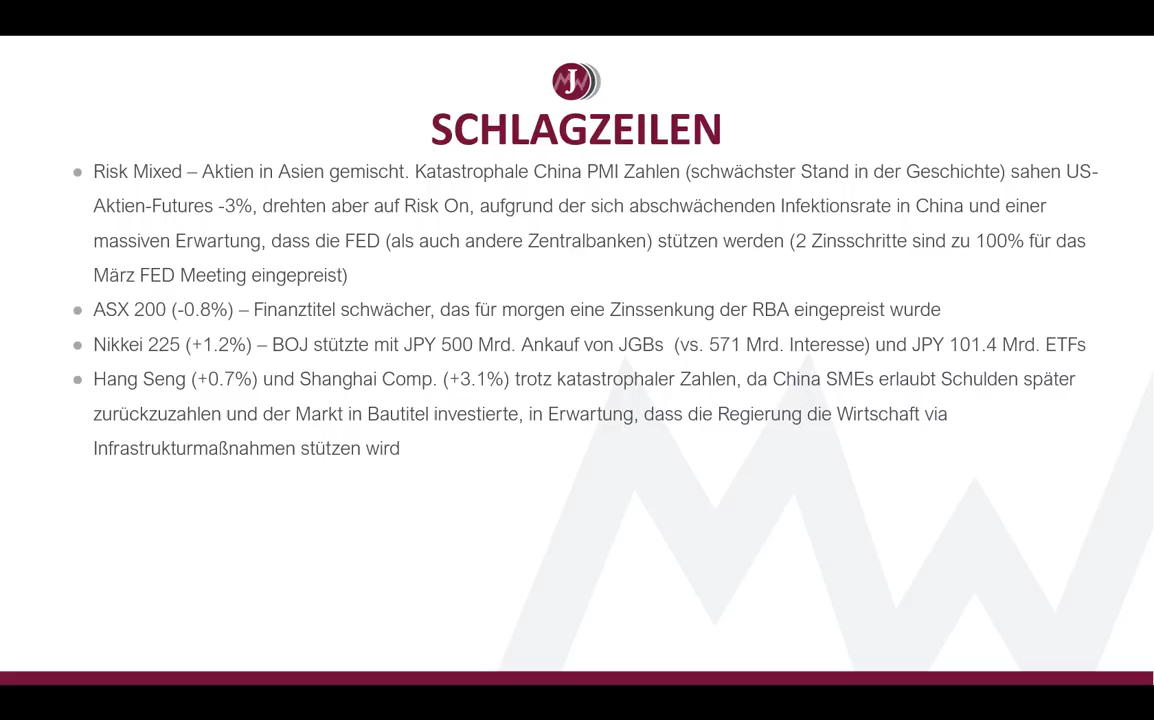 J
SCHLAGZEILEN
Risk Mixed – Aktien in Asien gemischt. Katastrophale China PMI Zahlen (schwächster Stand in der Geschichte) sahen US-
Aktien-Futures -3%, drehten aber auf Risk On, aufgrund der sich abschwächenden Infektionsrate in China und einer
massiven Erwartung, dass die FED (als auch andere Zentralbanken) stützen werden (2 Zinsschritte sind zu 100% für das
März FED Meeting eingepreist)
ASX 200 (-0.8%) – Finanztitel schwächer, das für morgen eine Zinssenkung der RBA eingepreist wurde
Nikkei 225 (+1.2%) – BOJ stützte mit JPY 500 Mrd. Ankauf von JGBs  (vs. 571 Mrd. Interesse) und JPY 101.4 Mrd. ETFs
Hang Seng (+0.7%) und Shanghai Comp. (+3.1%) trotz katastrophaler Zahlen, da China SMEs erlaubt Schulden später
zurückzuzahlen und der Markt in Bautitel investierte, in Erwartung, dass die Regierung die Wirtschaft via
Infrastrukturmaßnahmen stützen wird